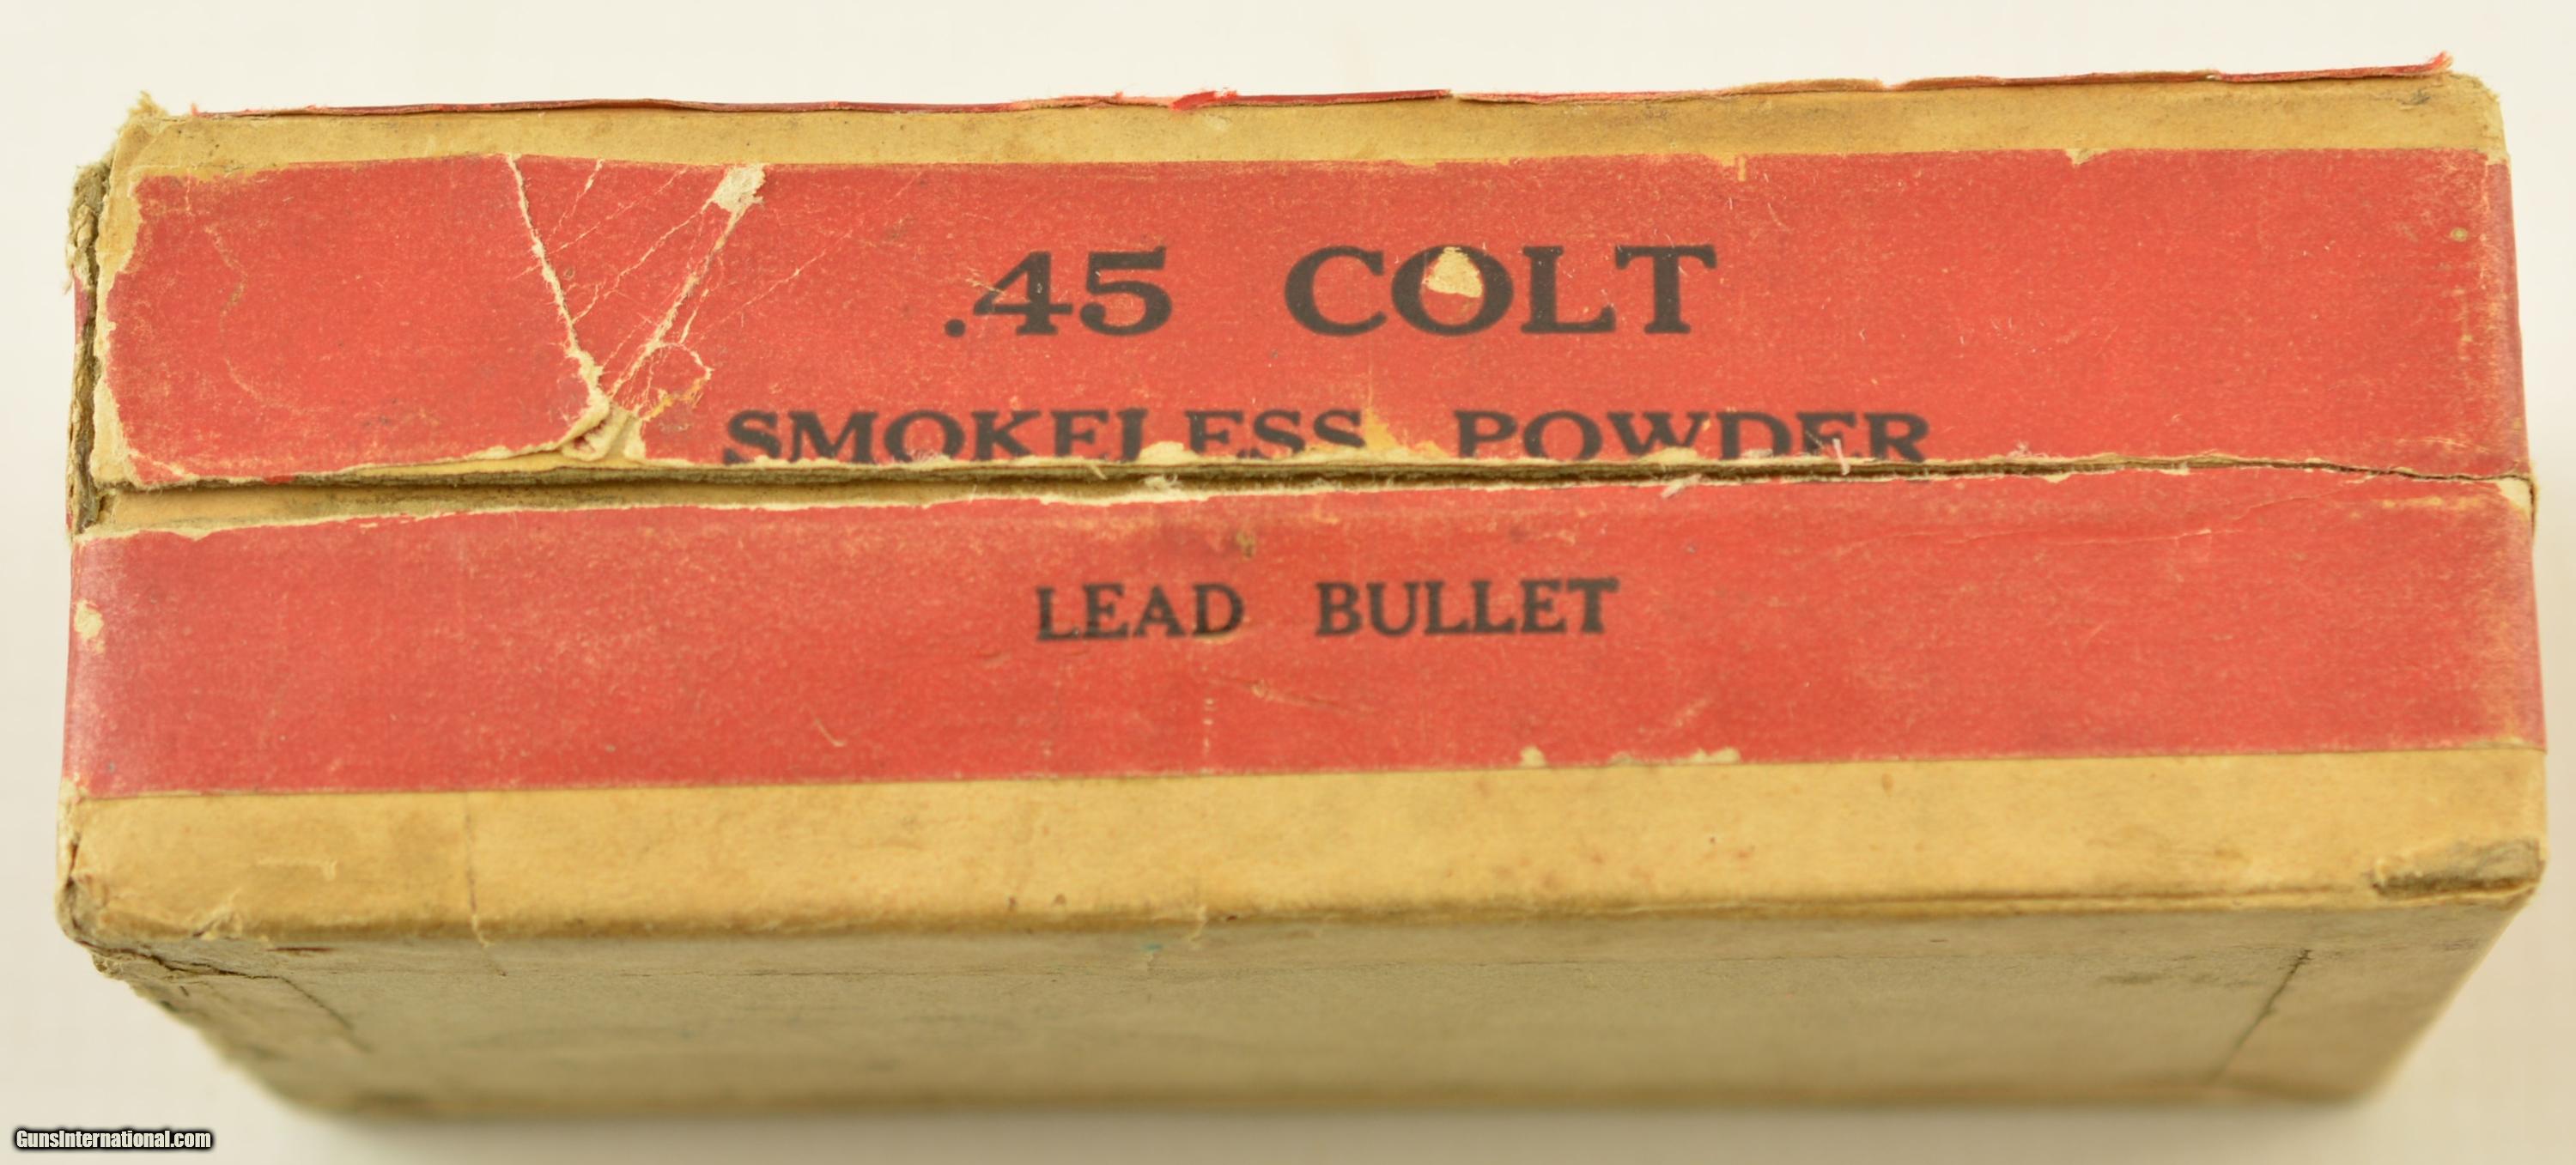 .45 COLT
SMOKELESS POWDER
LEAD BULLET
GunsInternational.com